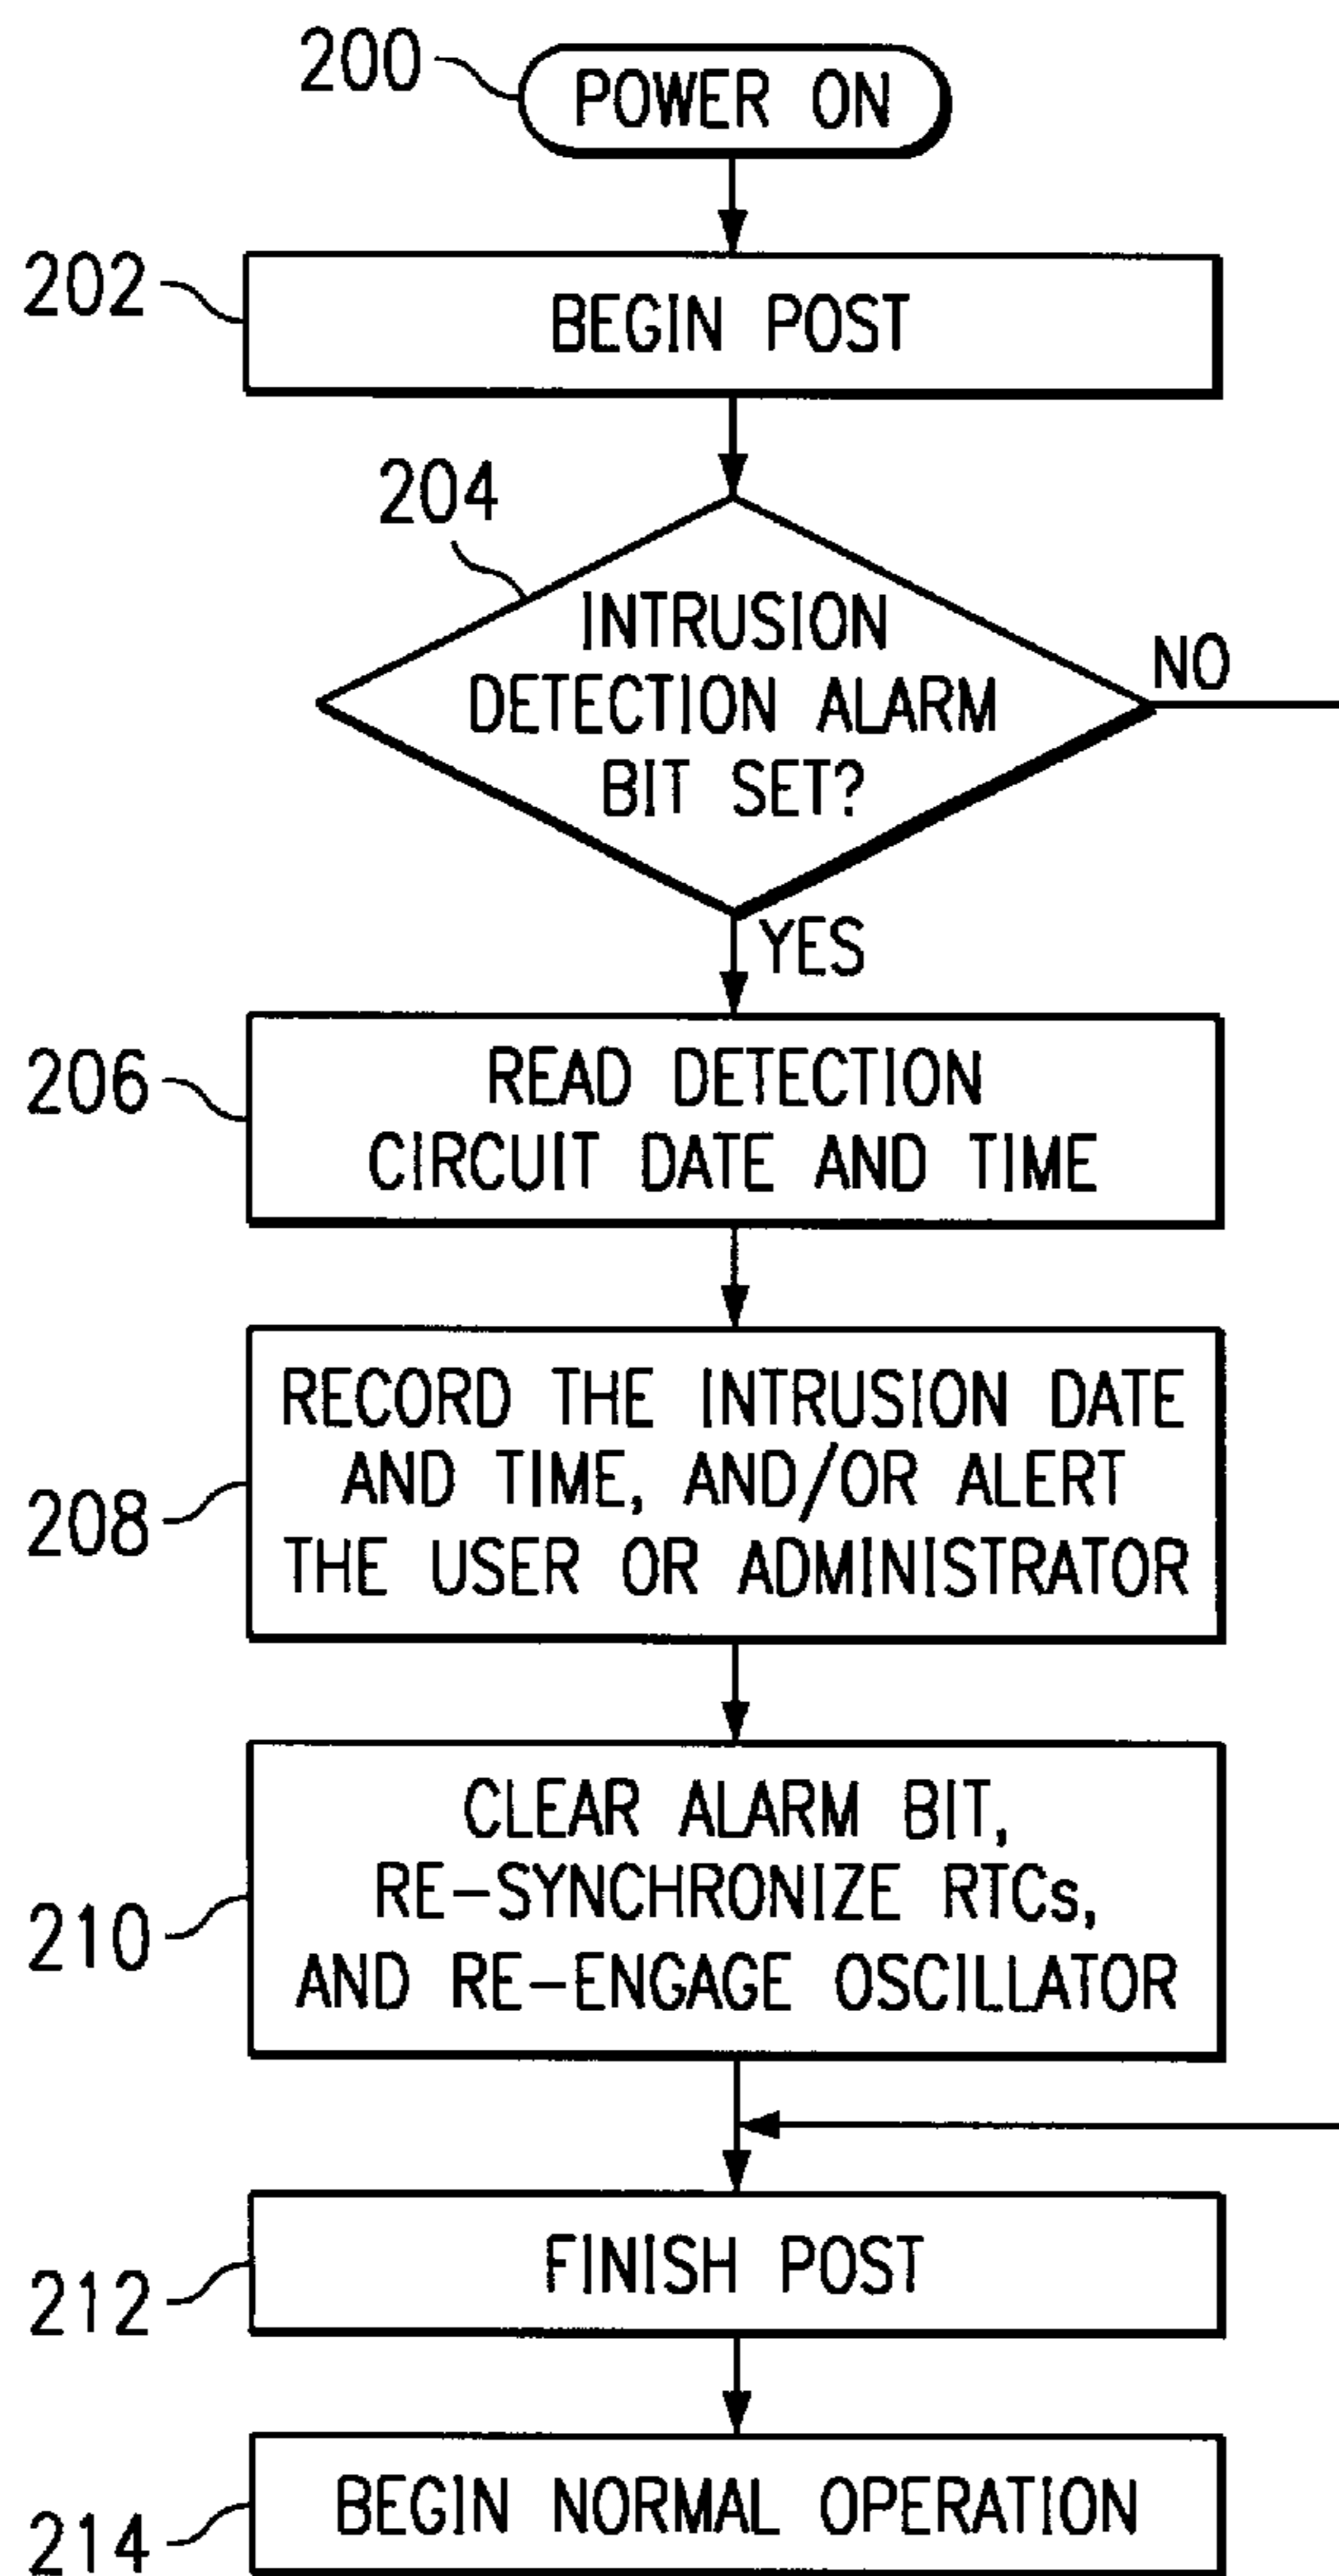 200
POWER ON
202
BEGIN POST
204
INTRUSION
DETECTION ALARM
BIT SET?
NO
YES
206
READ DETECTION
CIRCUIT DATE AND TIME
208
RECORD THE INTRUSION DATE
AND TIME, AND/OR ALERT
THE USER OR ADMINISTRATOR
210
CLEAR ALARM BIT,
RE-SYNCHRONIZE RTCs,
AND RE-ENGAGE OSCILLATOR
212
FINISH POST
214
BEGIN NORMAL OPERATION